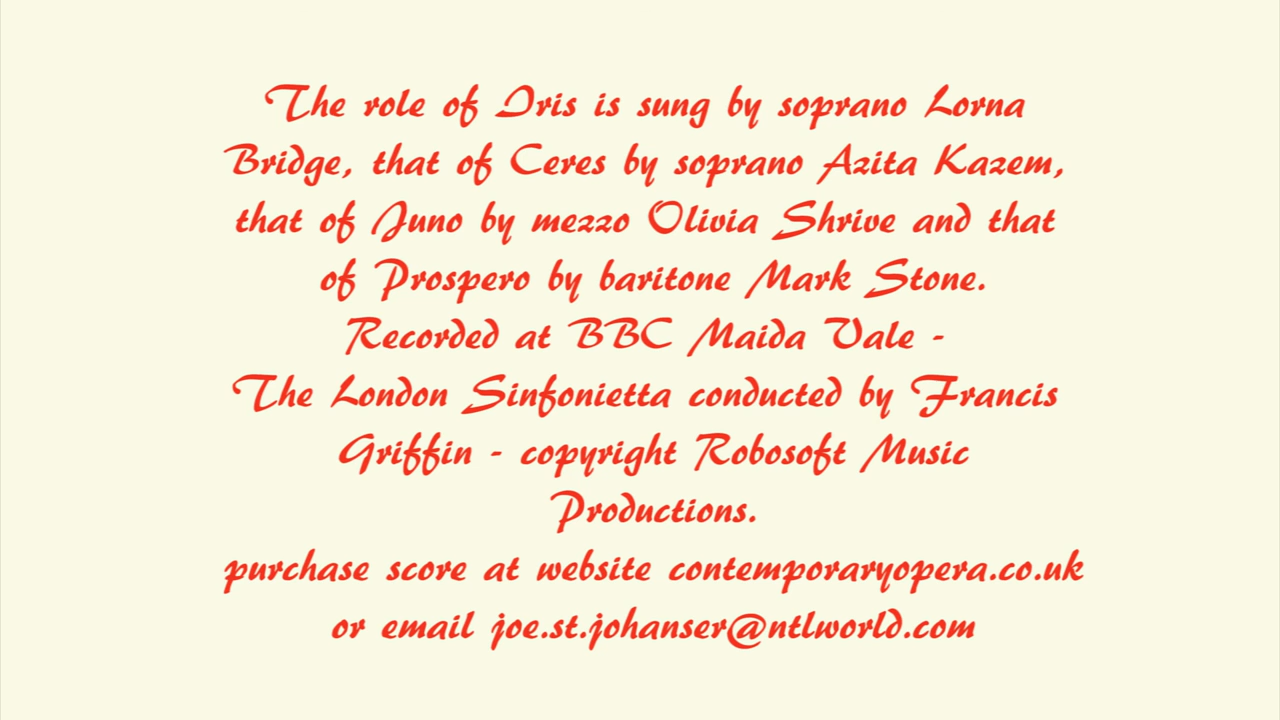 The role of Iris is sung by soprano Lorna
Bridge, that of Ceres by soprano Azita Kazem,
that of Juno by mezzo Olivia Shrive and that
of Prospero by baritone Mark Stone.
Recorded at BBC Maida Vale -
The London Sinfonietta conducted by Francis
Griffin - copyright Robosoft Music
Productions.
purchase score at website contemporaryopera.co.uk
or email joe.st.johanser@ntlworld.com